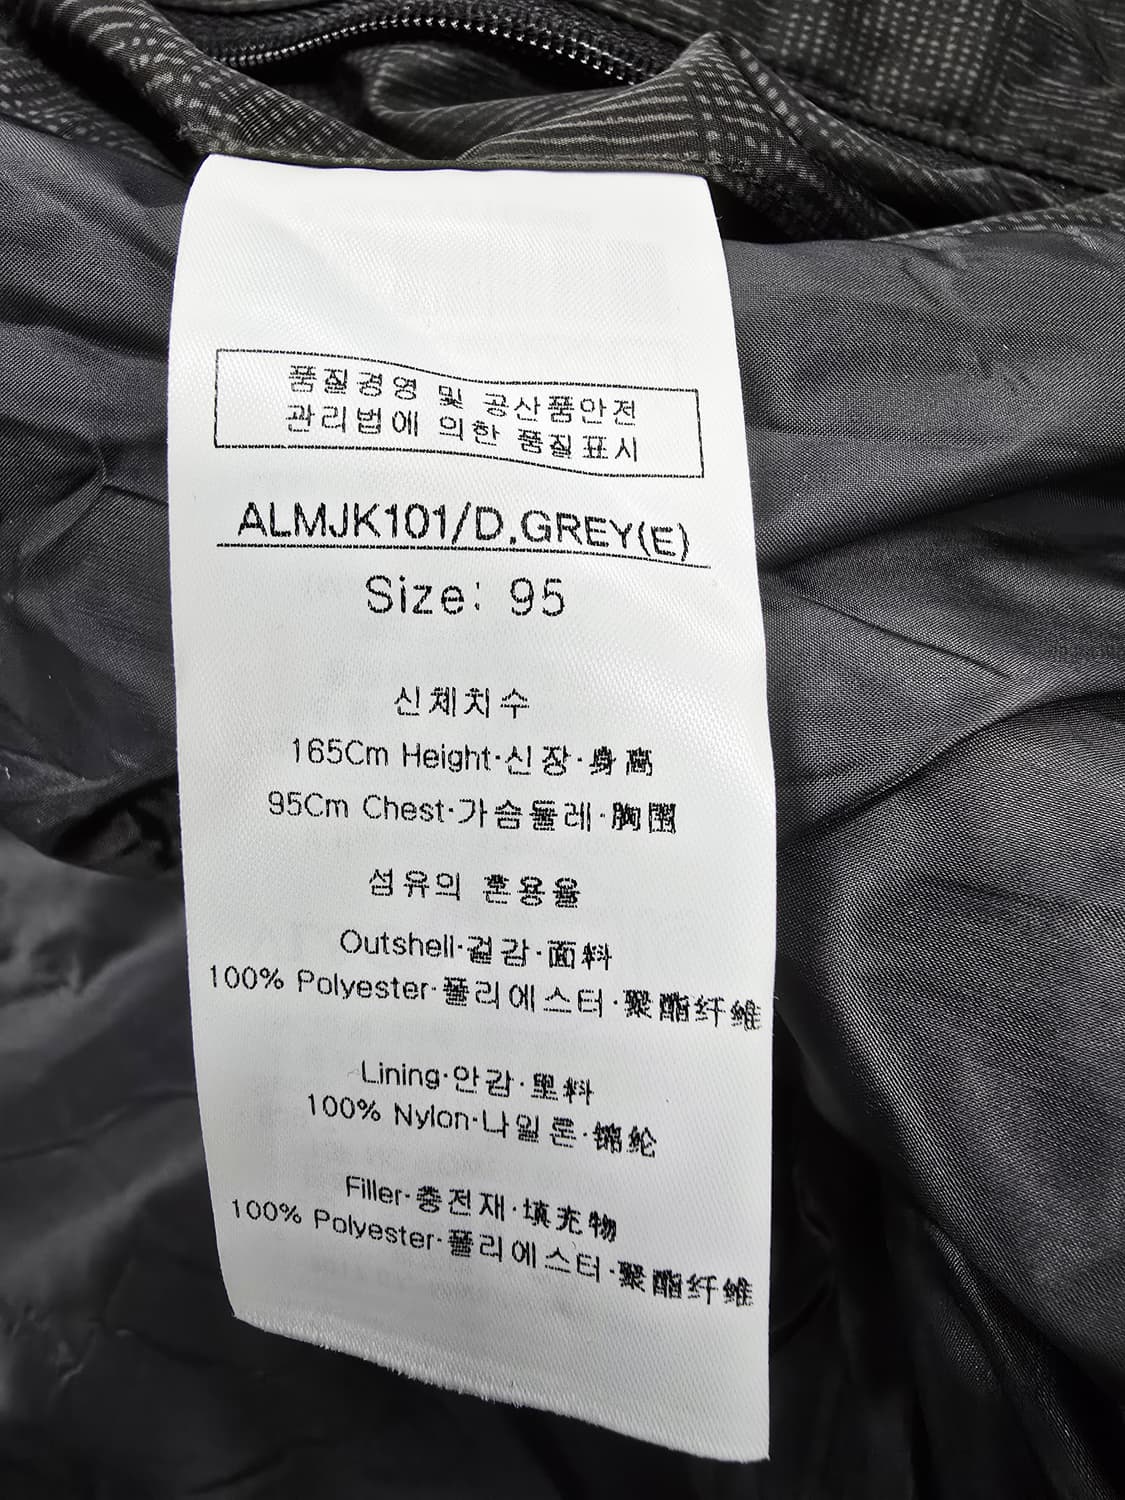 품질경영 및 공산품안전
관리법에 의한 품질표시
ALMJK101/D.GREY(E)
Size: 95
신체치수
165Cm Height·신장·身高
95Cm Chest·가슴둘레·胸围
섬유의 혼용율
Outshell·겉감·面料
100% Polyester·폴리에스터·聚酯纤维
Lining·안감·里料
100% Nylon·나일론·锦纶
Filler·충전재·填充物
100% Polyester·폴리에스터·聚酯纤维